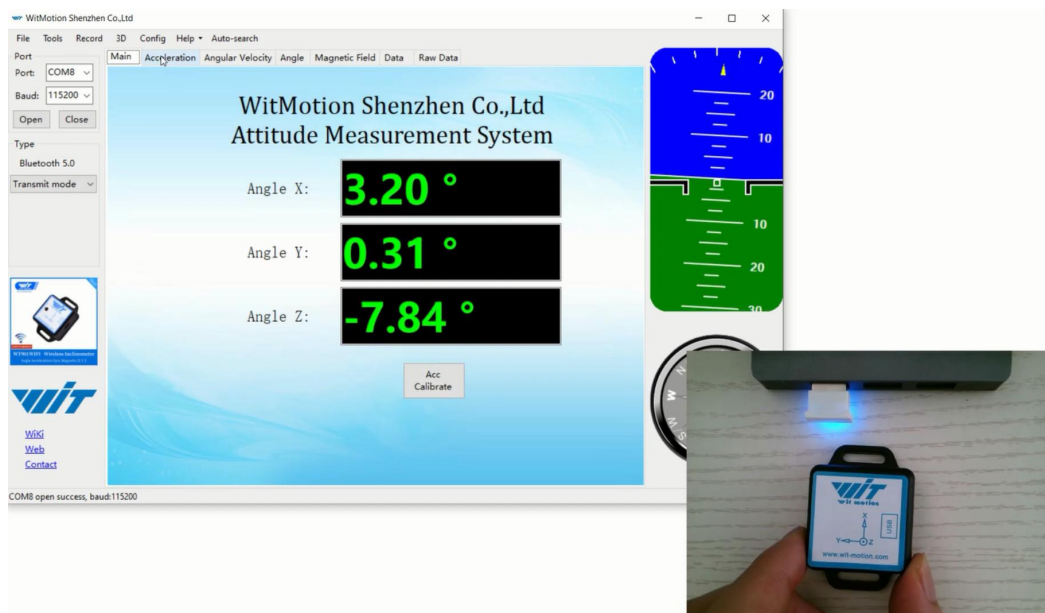 WitMotion Shenzhen Co.,Ltd
File Tools Record 3D Config Help Auto-search
Port
Port: COM8
Baud: 115200
Open Close
Type
Bluetooth 5.0
Transmit mode
Main Acceleration Angular Velocity Angle Magnetic Field Data Raw Data
WitMotion Shenzhen Co.,Ltd
Attitude Measurement System
Angle X: 3.20 °
Angle Y: 0.31 °
Angle Z: -7.84 °
Acc
Calibrate
20
10
10
20
30
WiT
WiT
WiKi
Web
Contact
COM8 open success, baud:115200
N
W
S
WiT
wit motion
X
Y Z
USB
www.wit-motion.com